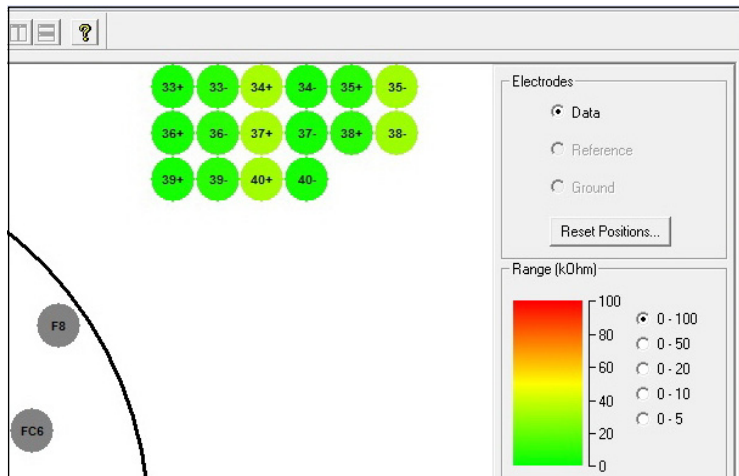 ?
33+ 33- 34+ 34- 35+ 35-
36+ 36- 37+ 37- 38+ 38-
39+ 39- 40+ 40-
F8
FC6
Electrodes
Data
Reference
Ground
Reset Positions...
Range (kOhm)
100
80
60
40
20
0
0 - 100
0 - 50
0 - 20
0 - 10
0 - 5